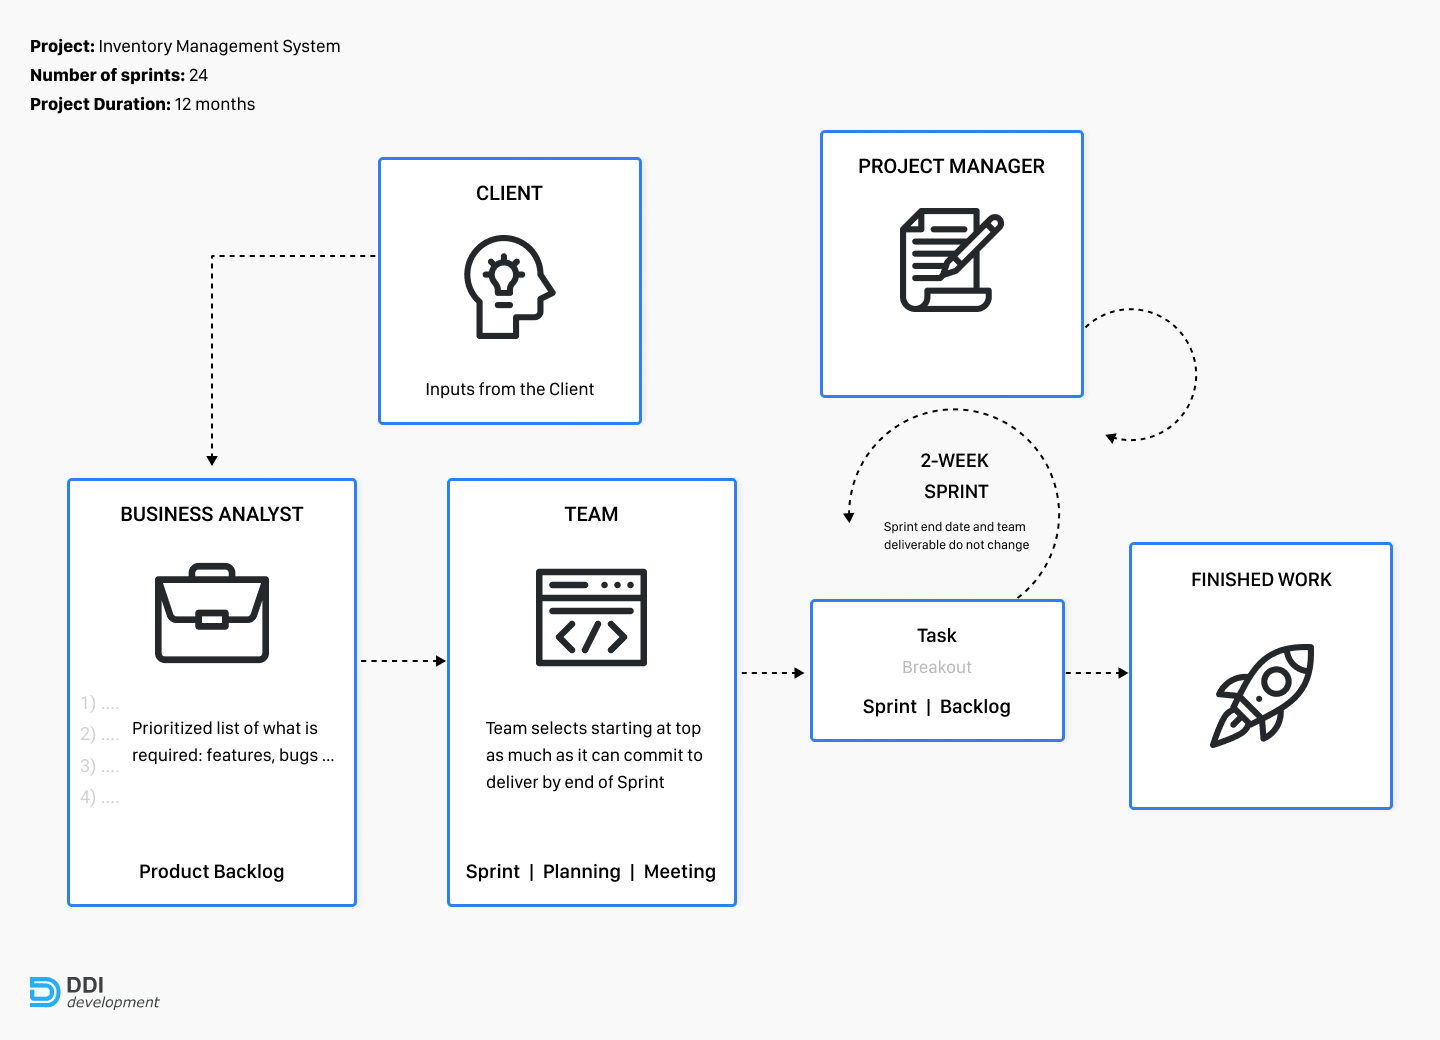 Project: Inventory Management System
Number of sprints: 24
Project Duration: 12 months
CLIENT
Inputs from the Client
PROJECT MANAGER
2-WEEK
SPRINT
Sprint end date and team
deliverable do not change
BUSINESS ANALYST
1) ....
2) ....
3) ....
4) ....
Prioritized list of what is
required: features, bugs ...
Product Backlog
TEAM
</>
Team selects starting at top
as much as it can commit to
deliver by end of Sprint
Sprint | Planning | Meeting
Task
Breakout
Sprint | Backlog
FINISHED WORK
DDI
development